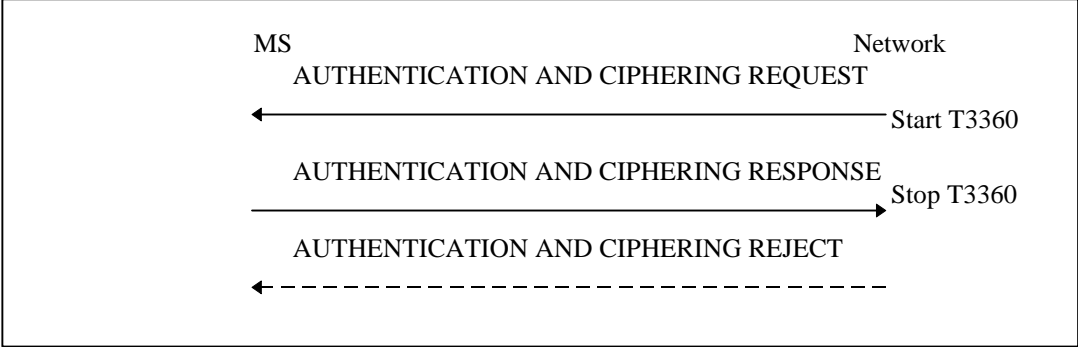 MS Network
AUTHENTICATION AND CIPHERING REQUEST
Start T3360
AUTHENTICATION AND CIPHERING RESPONSE
Stop T3360
AUTHENTICATION AND CIPHERING REJECT